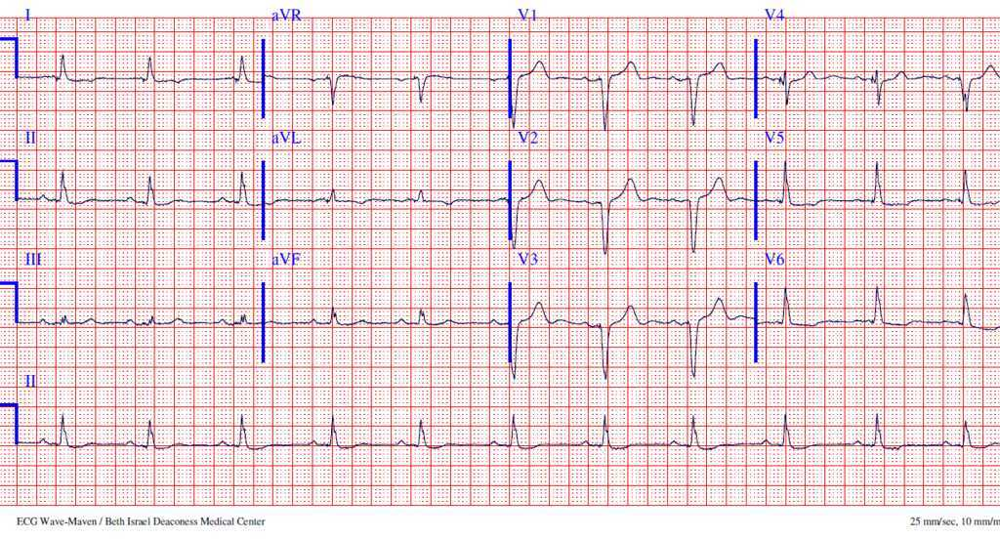 I aVR V1 V4
II aVL V2 V5
III aVF V3 V6
II
ECG Wave-Maven / Beth Israel Deaconess Medical Center 25 mm/sec, 10 mm/m